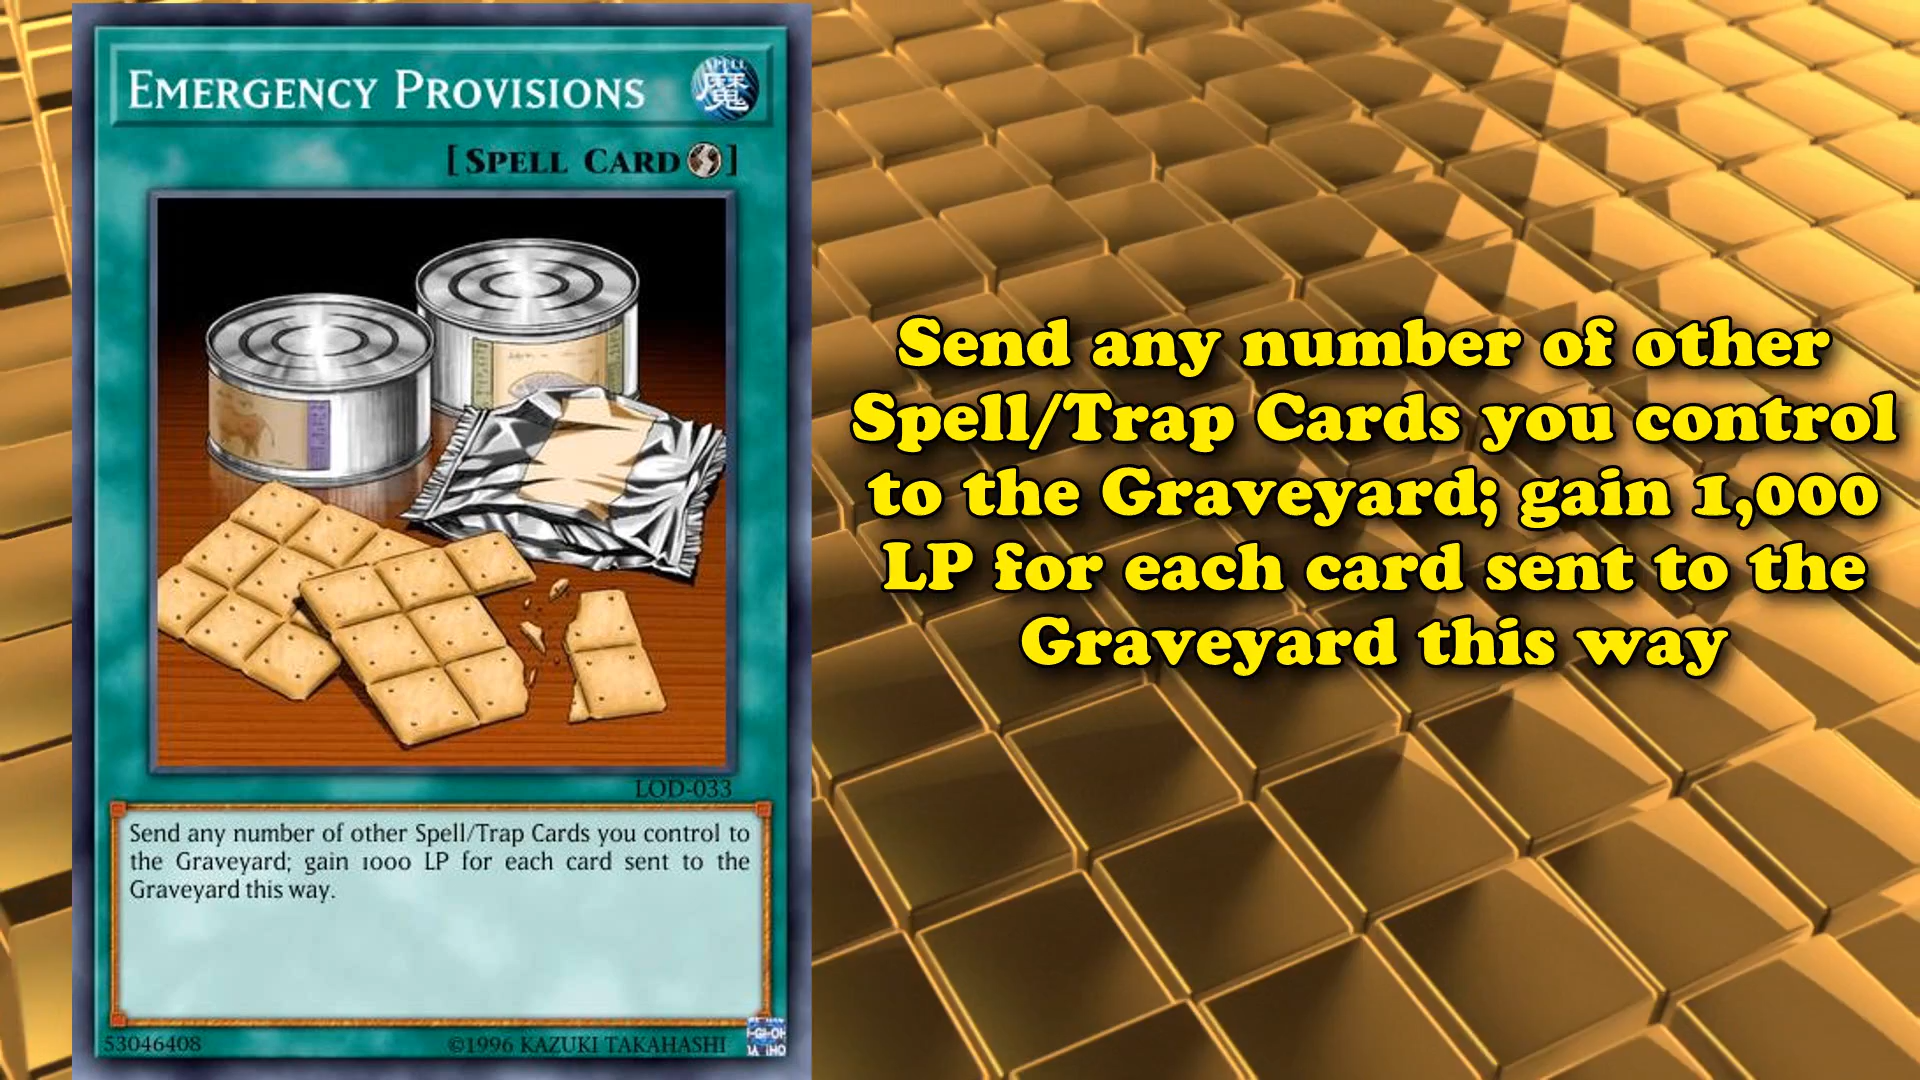 EMERGENCY PROVISIONS
SPELL
魔
[SPELL CARD]
LOD-033
Send any number of other Spell/Trap Cards you control to
the Graveyard; gain 1000 LP for each card sent to the
Graveyard this way.
53046408
©1996 KAZUKI TAKAHASHI
Send any number of other
Spell/Trap Cards you control
to the Graveyard; gain 1,000
LP for each card sent to the
Graveyard this way